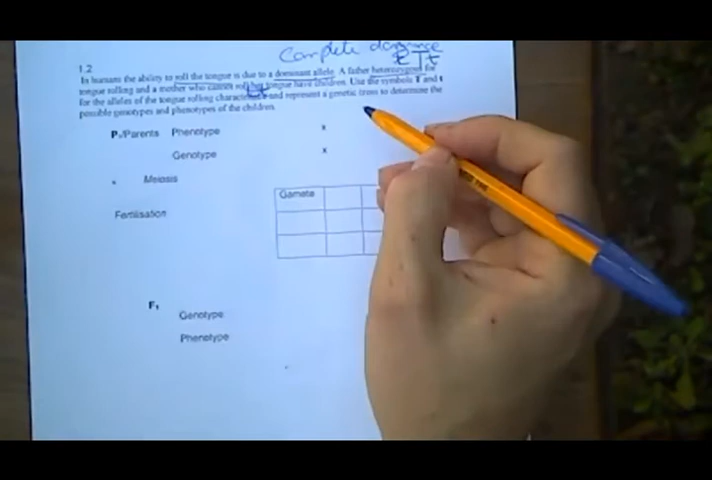 Complete dominance
1.2
t Tt
In humans the ability to roll the tongue is due to a dominant allele. A father heterozygous for
tongue rolling and a mother who cannot roll her tongue have children. Use the symbols T and t
for the alleles of the tongue rolling characteristic and represent a genetic cross to determine the
possible genotypes and phenotypes of the children.
P₁/Parents Phenotype x
Genotype x
Meiosis
Gamete
Fertilisation
F₁
Genotype
Phenotype